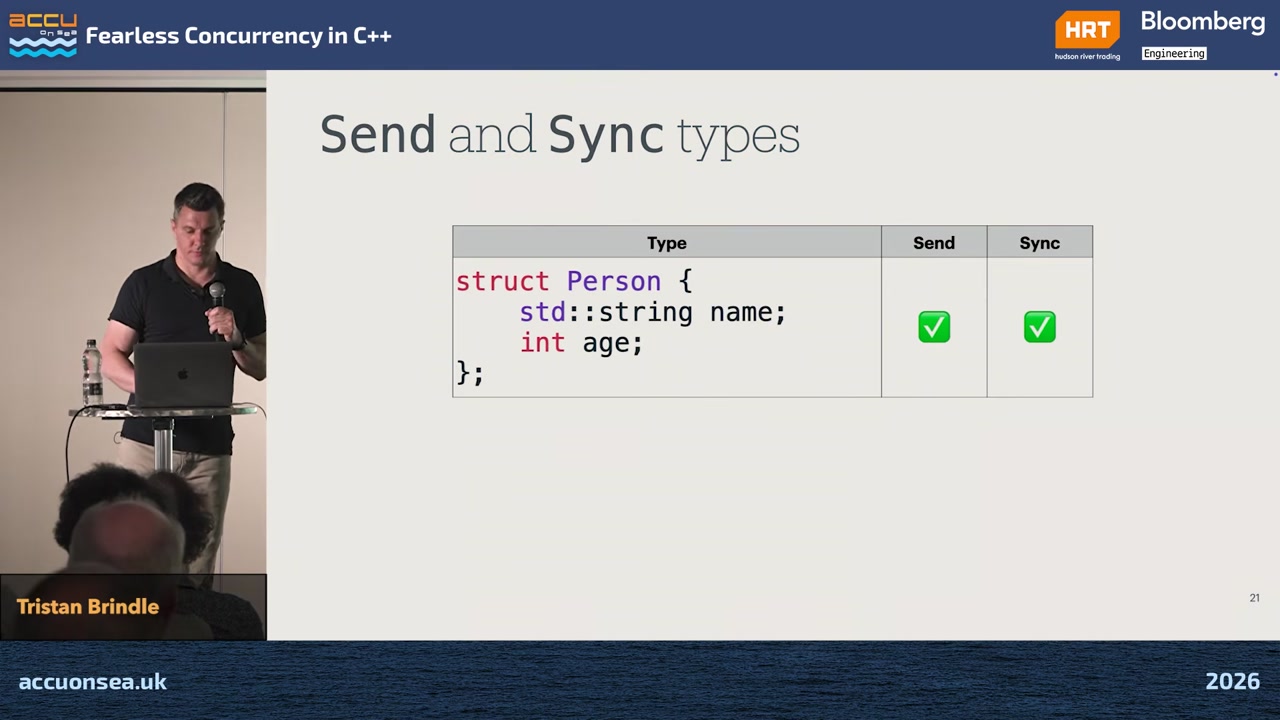 accu
on sea
Fearless Concurrency in C++
HRT
hudson river trading
Bloomberg
Engineering
Send and Sync types
Type Send Sync
struct Person {
std::string name;
int age;
};
21
Tristan Brindle
accuonsea.uk
2026